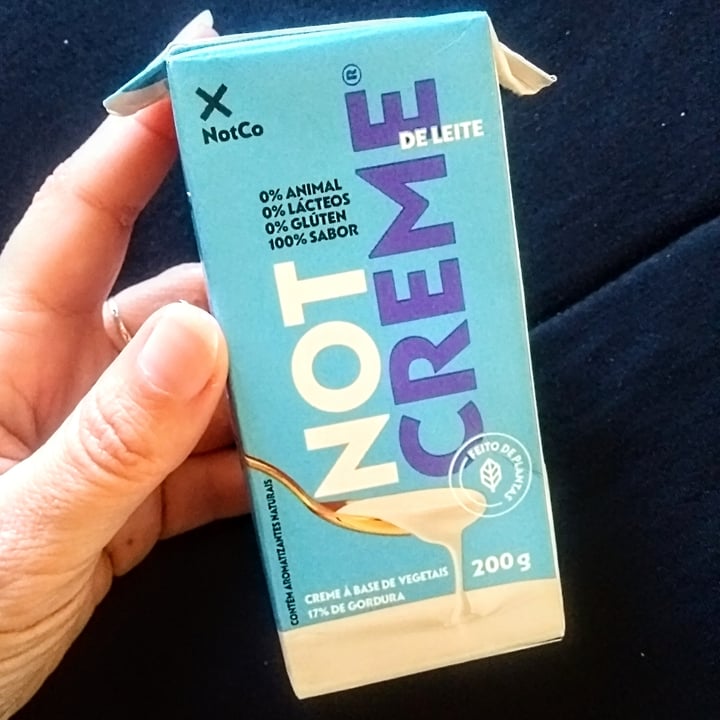 NotCo
0% ANIMAL
0% LÁCTEOS
0% GLÚTEN
100% SABOR
NOT
CREME®
DE LEITE
FEITO DE PLANTAS
CONTÉM AROMATIZANTES NATURAIS
CREME À BASE DE VEGETAIS
17% DE GORDURA
200g